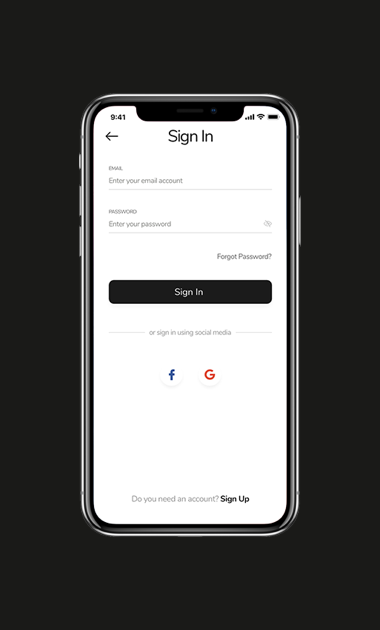 9:41
Sign In
EMAIL
Enter your email account
PASSWORD
Enter your password
Forgot Password?
Sign In
or sign in using social media
f G
Do you need an account? Sign Up